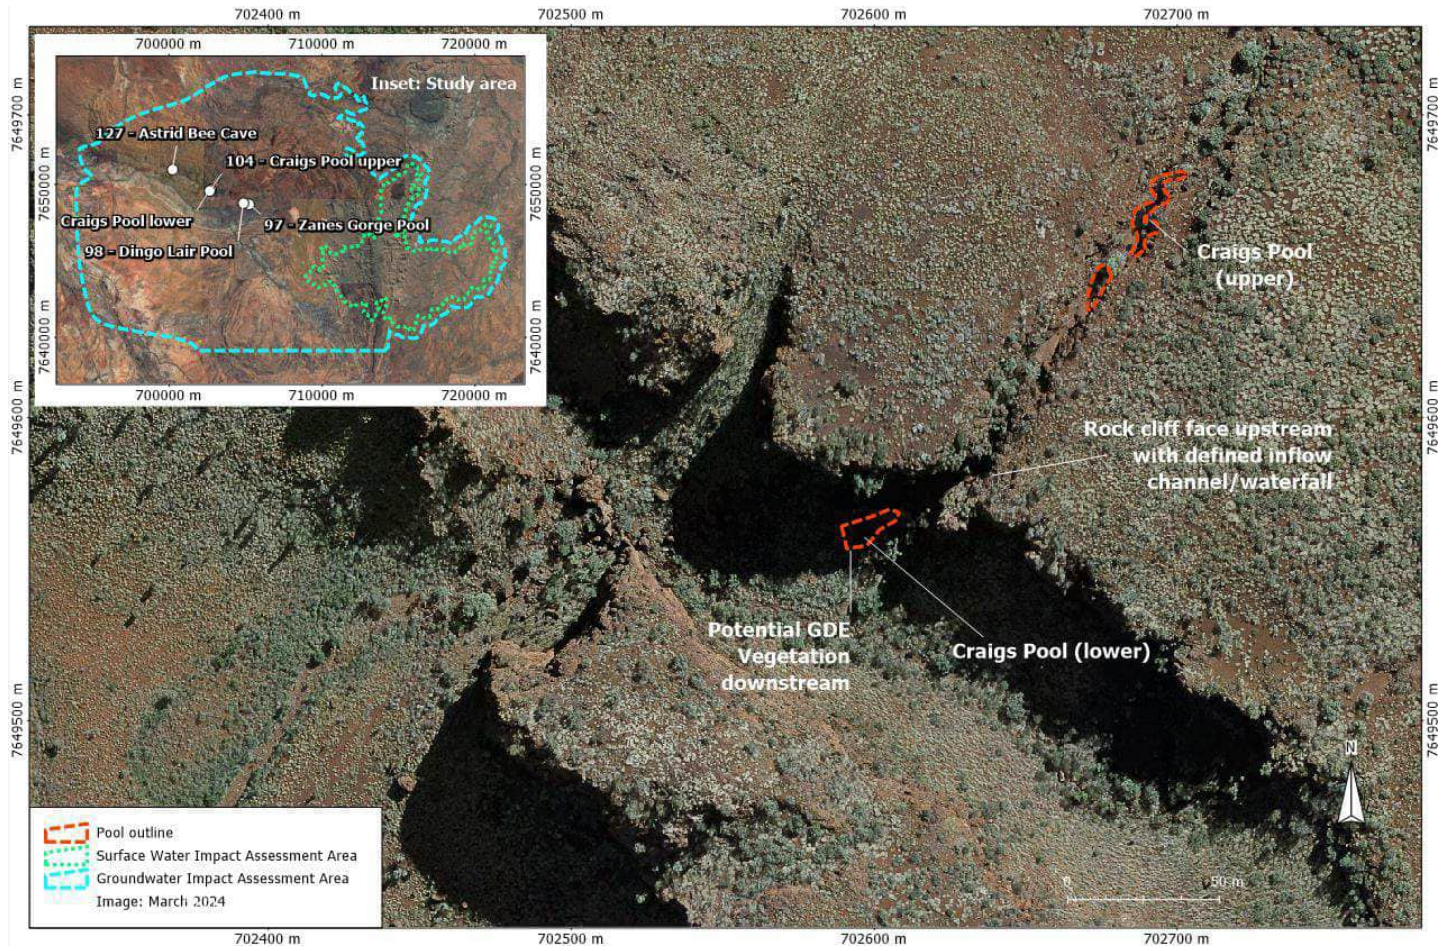 702400 m
702500 m
702600 m
702700 m
700000 m
710000 m
720000 m
Inset: Study area
127 - Astrid Bee Cave
104 - Craigs Pool upper
Craigs Pool lower
97 - Zanes Gorge Pool
98 - Dingo Lair Pool
7650000 m
7640000 m
7650000 m
7640000 m
700000 m
710000 m
720000 m
7649700 m
7649600 m
7649500 m
7649700 m
7649600 m
7649500 m
Craigs Pool
(upper)
Rock cliff face upstream
with defined inflow
channel/waterfall
Potential GDE
Vegetation
downstream
Craigs Pool (lower)
N
0
50 m
Pool outline
Surface Water Impact Assessment Area
Groundwater Impact Assessment Area
Image: March 2024
702400 m
702500 m
702600 m
702700 m